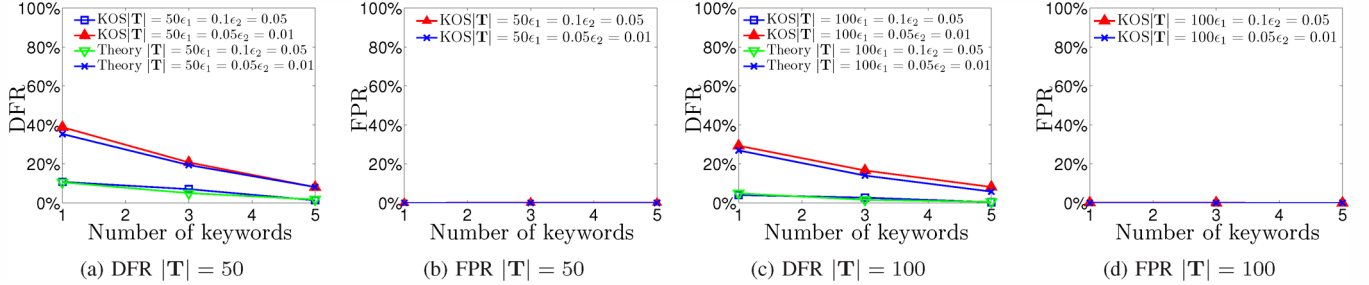 100%
80%
60%
40%
20%
0%
DFR
KOS|T| = 50ϵ₁ = 0.1ϵ₂ = 0.05
KOS|T| = 50ϵ₁ = 0.05ϵ₂ = 0.01
Theory |T| = 50ϵ₁ = 0.1ϵ₂ = 0.05
Theory |T| = 50ϵ₁ = 0.05ϵ₂ = 0.01
1 2 3 4 5
Number of keywords
(a) DFR |T| = 50
100%
80%
60%
40%
20%
0%
FPR
KOS|T| = 50ϵ₁ = 0.1ϵ₂ = 0.05
KOS|T| = 50ϵ₁ = 0.05ϵ₂ = 0.01
1 2 3 4 5
Number of keywords
(b) FPR |T| = 50
100%
80%
60%
40%
20%
0%
DFR
KOS|T| = 100ϵ₁ = 0.1ϵ₂ = 0.05
KOS|T| = 100ϵ₁ = 0.05ϵ₂ = 0.01
Theory |T| = 100ϵ₁ = 0.1ϵ₂ = 0.05
Theory |T| = 100ϵ₁ = 0.05ϵ₂ = 0.01
1 2 3 4 5
Number of keywords
(c) DFR |T| = 100
100%
80%
60%
40%
20%
0%
FPR
KOS|T| = 100ϵ₁ = 0.1ϵ₂ = 0.05
KOS|T| = 100ϵ₁ = 0.05ϵ₂ = 0.01
1 2 3 4 5
Number of keywords
(d) FPR |T| = 100